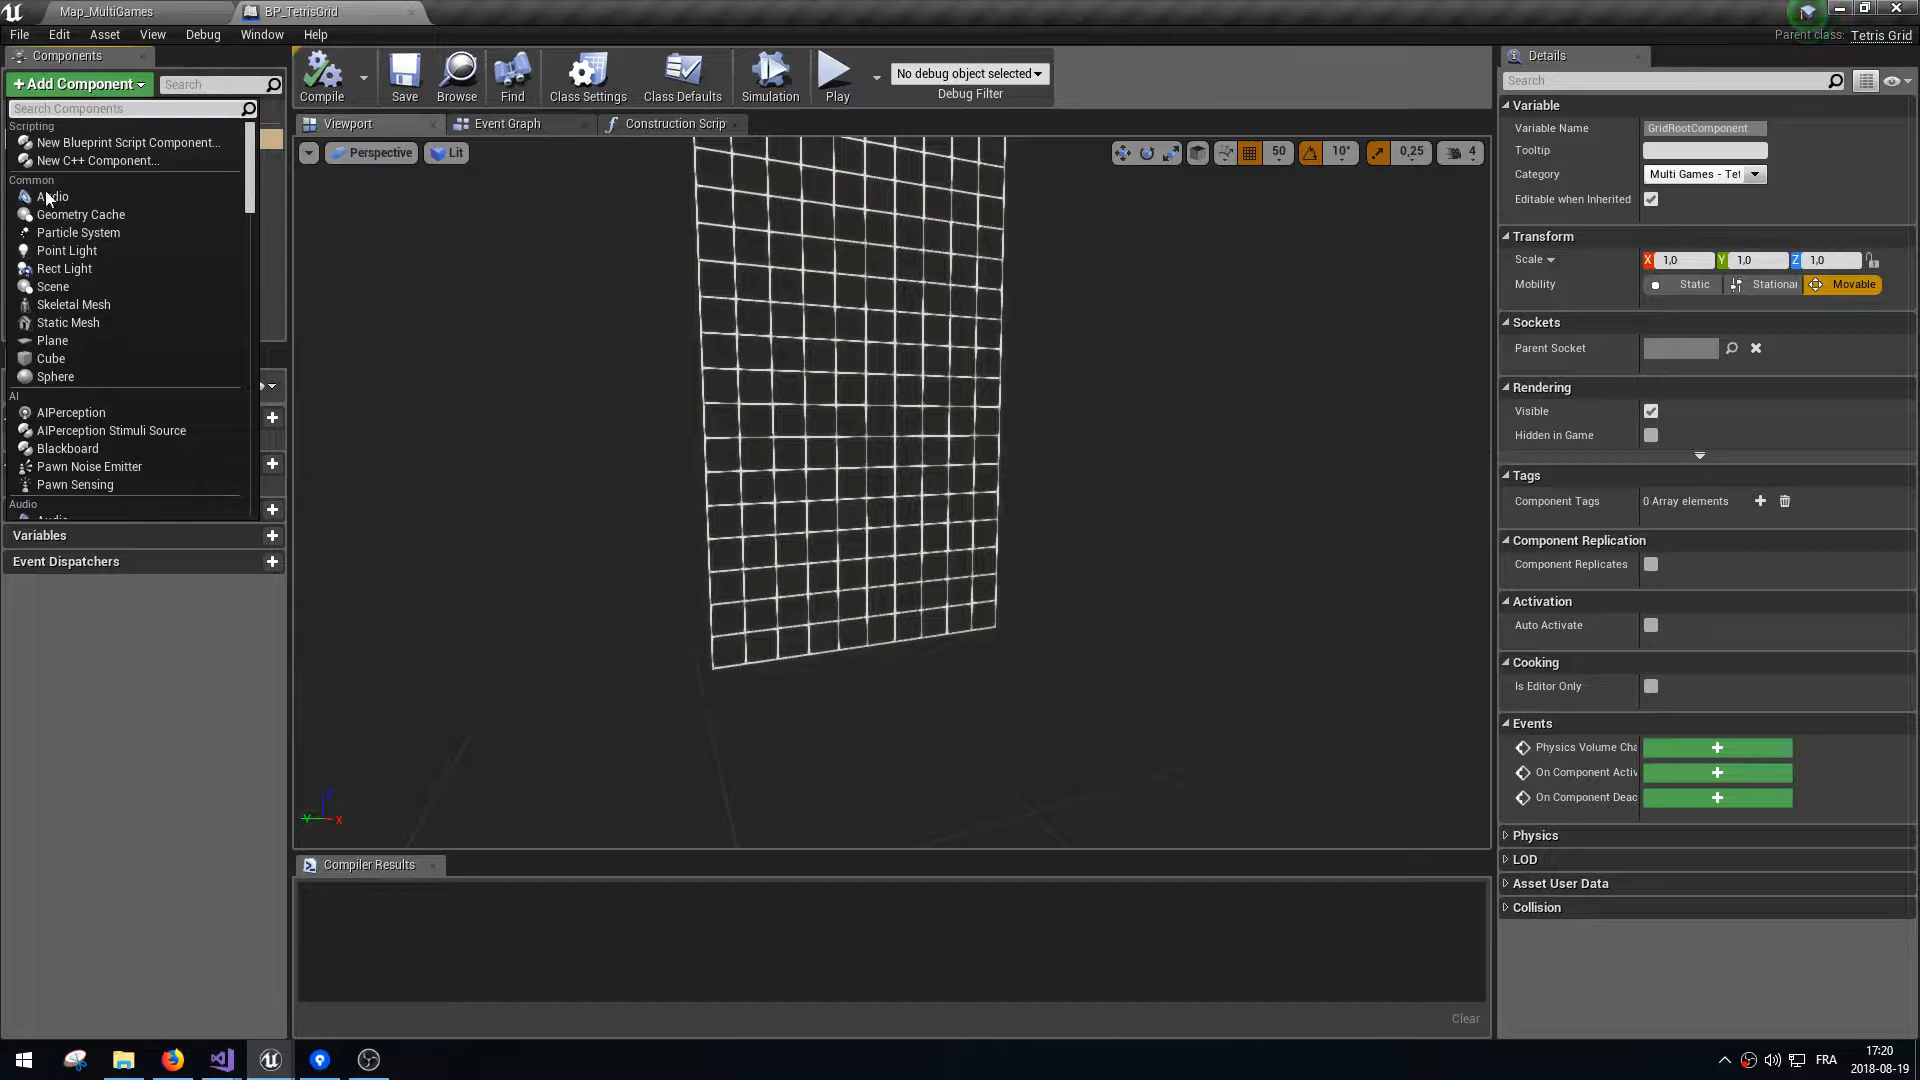 Map_MultiGames
BP_TetrisGrid
File Edit Asset View Debug Window Help
Parent class: Tetris Grid
Components
+ Add Component
Search
Search Components
Scripting
New Blueprint Script Component...
New C++ Component...
Common
Audio
Geometry Cache
Particle System
Point Light
Rect Light
Scene
Skeletal Mesh
Static Mesh
Plane
Cube
Sphere
AI
AIPerception
AIPerception Stimuli Source
Blackboard
Pawn Noise Emitter
Pawn Sensing
Audio
Variables
Event Dispatchers
Compile
Save
Browse
Find
Class Settings
Class Defaults
Simulation
Play
No debug object selected
Debug Filter
Viewport
Event Graph
Construction Scrip
Perspective
Lit
50
10°
0,25
4
Z
Y
X
Compiler Results
Clear
Details
Search
Variable
Variable Name GridRootComponent
Tooltip
Category Multi Games - Tet
Editable when Inherited
Transform
Scale X 1,0 Y 1,0 Z 1,0
Mobility Static Stationar Movable
Sockets
Parent Socket
Rendering
Visible
Hidden in Game
Tags
Component Tags 0 Array elements
Component Replication
Component Replicates
Activation
Auto Activate
Cooking
Is Editor Only
Events
Physics Volume Cha
On Component Activ
On Component Deac
Physics
LOD
Asset User Data
Collision
FRA
17:20
2018-08-19